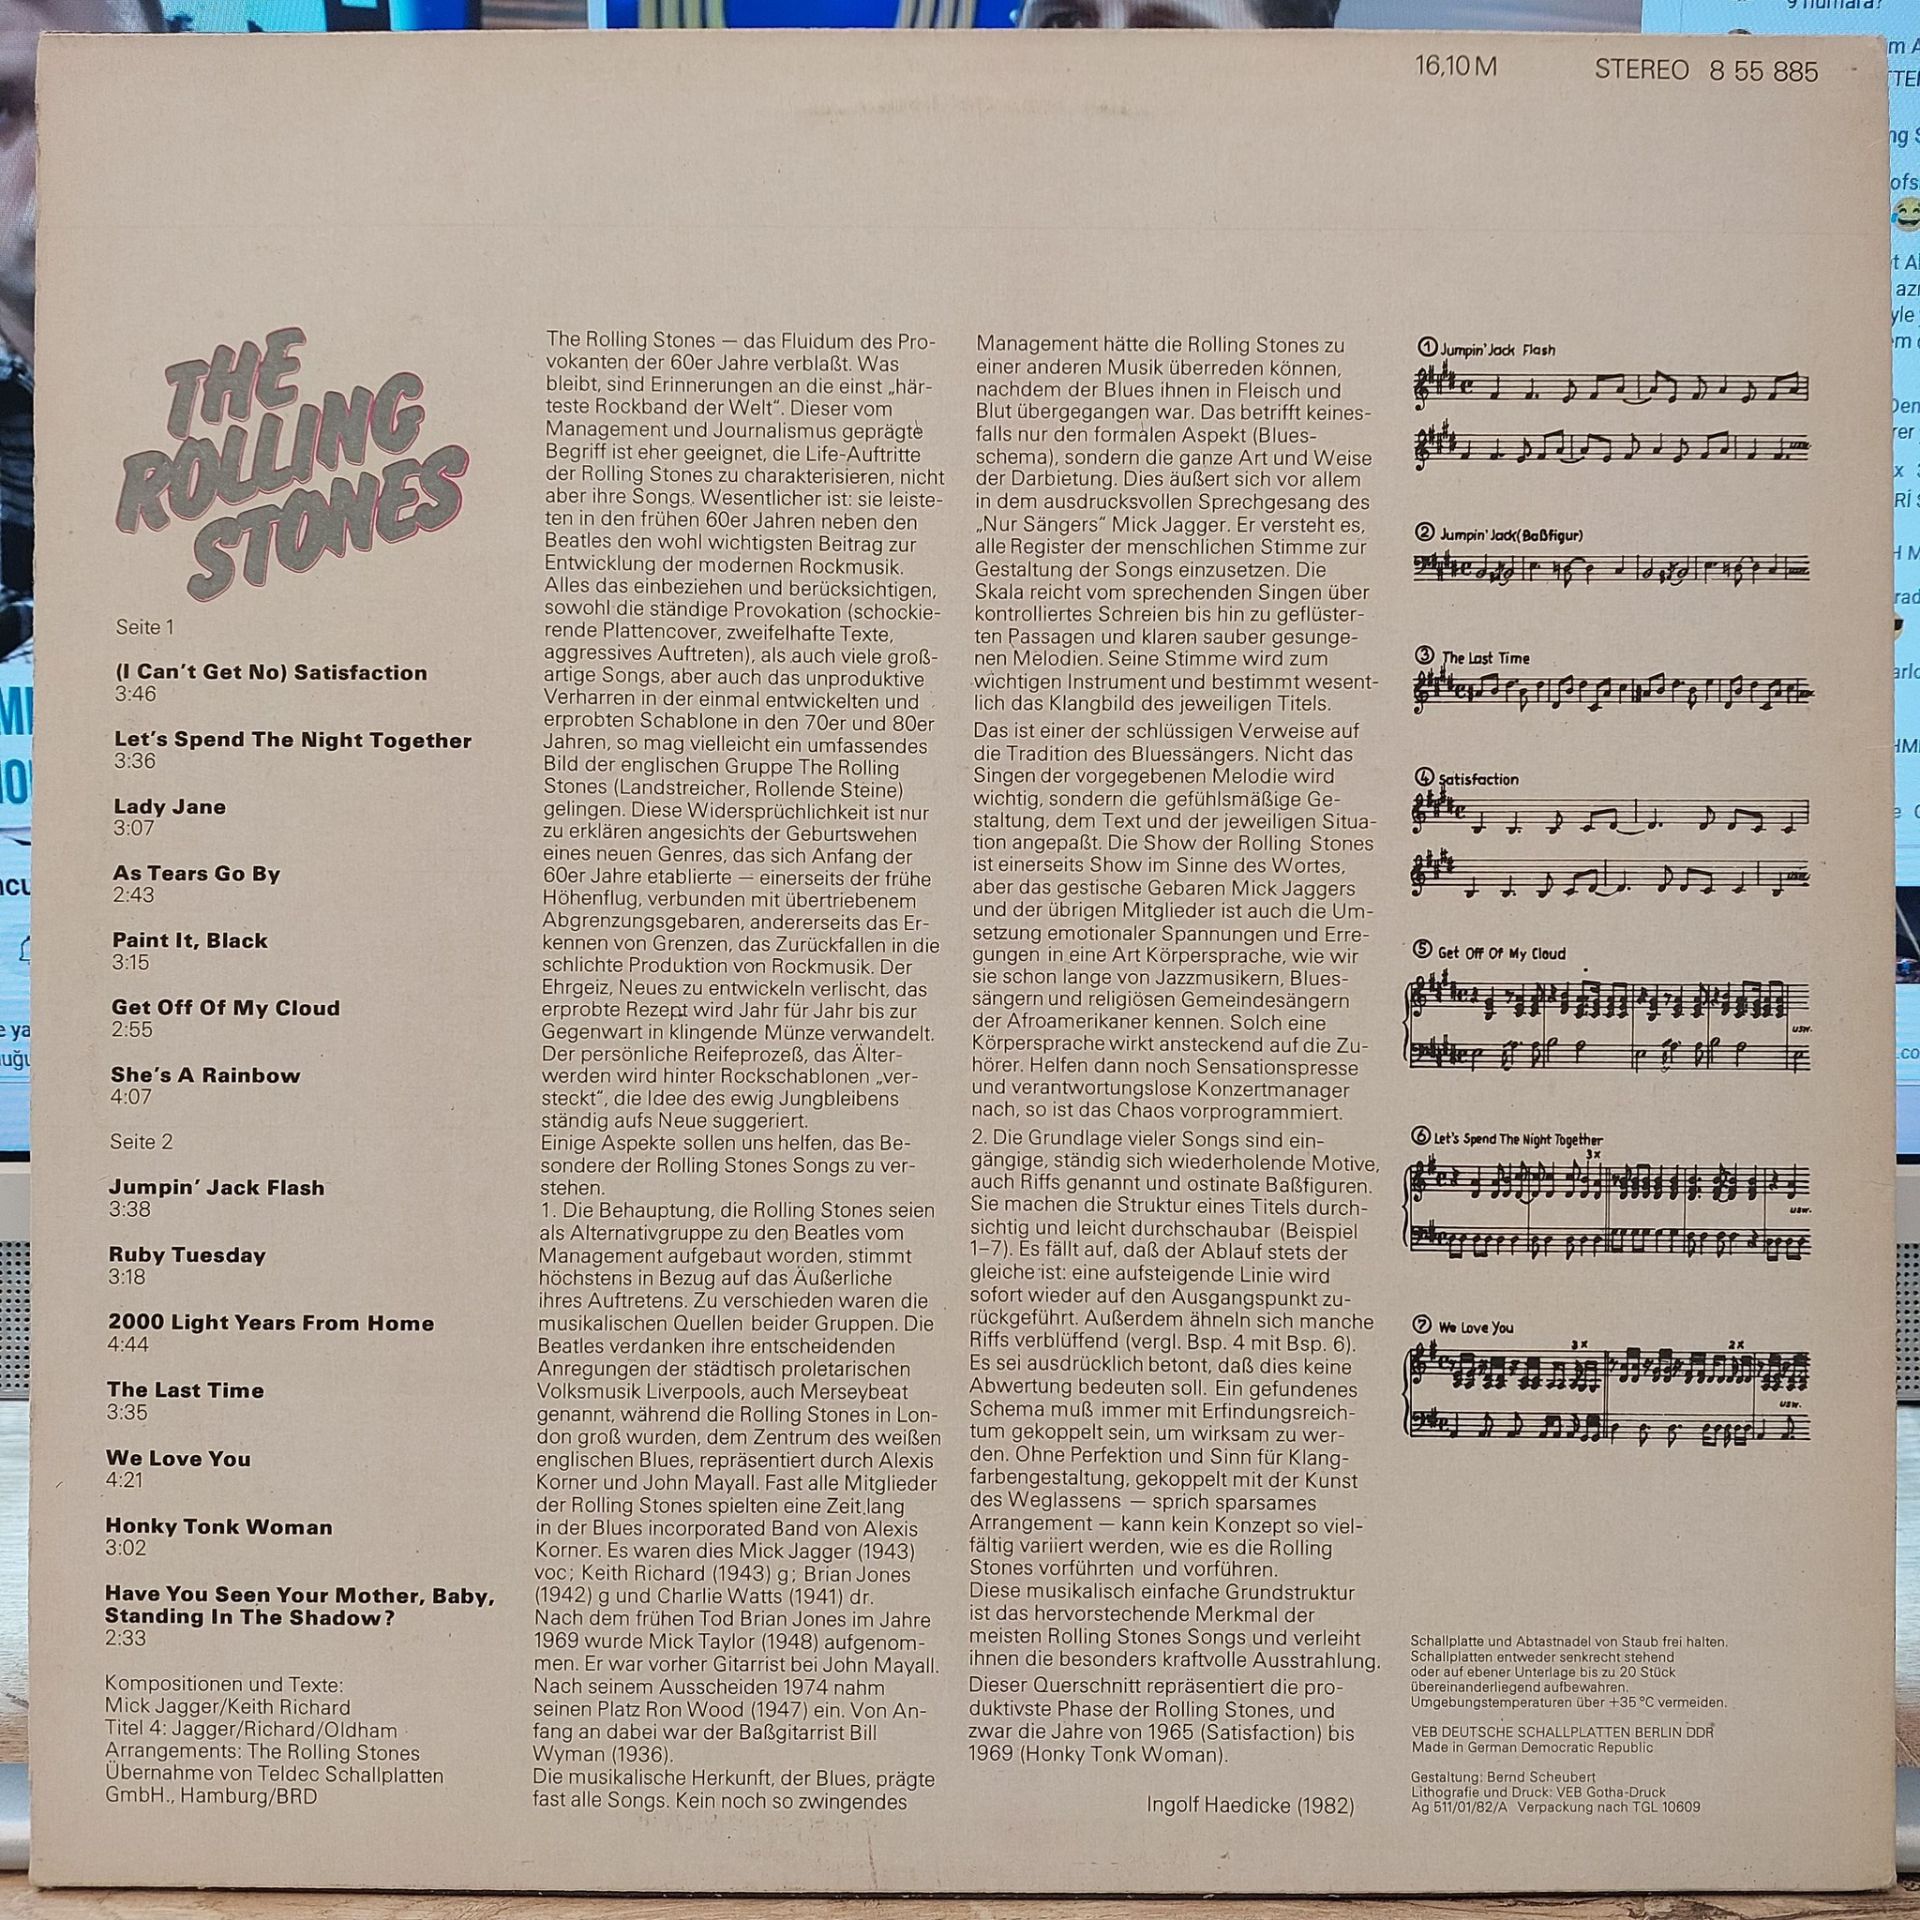 16,10 M
STEREO 8 55 885
THE
ROLLING
STONES
Seite 1
(I Can't Get No) Satisfaction
3:46
Let's Spend The Night Together
3:36
Lady Jane
3:07
As Tears Go By
2:43
Paint It, Black
3:15
Get Off Of My Cloud
2:55
She's A Rainbow
4:07
Seite 2
Jumpin' Jack Flash
3:38
Ruby Tuesday
3:18
2000 Light Years From Home
4:44
The Last Time
3:35
We Love You
4:21
Honky Tonk Woman
3:02
Have You Seen Your Mother, Baby,
Standing In The Shadow?
2:33
Kompositionen und Texte:
Mick Jagger/Keith Richard
Titel 4: Jagger/Richard/Oldham
Arrangements: The Rolling Stones
Übernahme von Teldec Schallplatten
GmbH., Hamburg/BRD
The Rolling Stones — das Fluidum des Pro-
vokanten der 60er Jahre verblaßt. Was
bleibt, sind Erinnerungen an die einst „här-
teste Rockband der Welt“. Dieser vom
Management und Journalismus geprägte
Begriff ist eher geeignet, die Life-Auftritte
der Rolling Stones zu charakterisieren, nicht
aber ihre Songs. Wesentlicher ist: sie leiste-
ten in den frühen 60er Jahren neben den
Beatles den wohl wichtigsten Beitrag zur
Entwicklung der modernen Rockmusik.
Alles das einbeziehen und berücksichtigen,
sowohl die ständige Provokation (schockie-
rende Plattencover, zweifelhafte Texte,
aggressives Auftreten), als auch viele groß-
artige Songs, aber auch das unproduktive
Verharren in der einmal entwickelten und
erprobten Schablone in den 70er und 80er
Jahren, so mag vielleicht ein umfassendes
Bild der englischen Gruppe The Rolling
Stones (Landstreicher, Rollende Steine)
gelingen. Diese Widersprüchlichkeit ist nur
zu erklären angesichts der Geburtswehen
eines neuen Genres, das sich Anfang der
60er Jahre etablierte — einerseits der frühe
Höhenflug, verbunden mit übertriebenem
Abgrenzungsgebaren, andererseits das Er-
kennen von Grenzen, das Zurückfallen in die
schlichte Produktion von Rockmusik. Der
Ehrgeiz, Neues zu entwickeln verlischt, das
erprobte Rezept wird Jahr für Jahr bis zur
Gegenwart in klingende Münze verwandelt.
Der persönliche Reifeprozeß, das Älter-
werden wird hinter Rockschablonen „ver-
steckt“, die Idee des ewig Jungbleibens
ständig aufs Neue suggeriert.
Einige Aspekte sollen uns helfen, das Be-
sondere der Rolling Stones Songs zu ver-
stehen.
1. Die Behauptung, die Rolling Stones seien
als Alternativgruppe zu den Beatles vom
Management aufgebaut worden, stimmt
höchstens in Bezug auf das Äußerliche
ihres Auftretens. Zu verschieden waren die
musikalischen Quellen beider Gruppen. Die
Beatles verdanken ihre entscheidenden
Anregungen der städtisch proletarischen
Volksmusik Liverpools, auch Merseybeat
genannt, während die Rolling Stones in Lon-
don groß wurden, dem Zentrum des weißen
englischen Blues, repräsentiert durch Alexis
Korner und John Mayall. Fast alle Mitglieder
der Rolling Stones spielten eine Zeit lang
in der Blues incorporated Band von Alexis
Korner. Es waren dies Mick Jagger (1943)
voc; Keith Richard (1943) g; Brian Jones
(1942) g und Charlie Watts (1941) dr.
Nach dem frühen Tod Brian Jones im Jahre
1969 wurde Mick Taylor (1948) aufgenom-
men. Er war vorher Gitarrist bei John Mayall.
Nach seinem Ausscheiden 1974 nahm
seinen Platz Ron Wood (1947) ein. Von An-
fang an dabei war der Baßgitarrist Bill
Wyman (1936).
Die musikalische Herkunft, der Blues, prägte
fast alle Songs. Kein noch so zwingendes
Management hätte die Rolling Stones zu
einer anderen Musik überreden können,
nachdem der Blues ihnen in Fleisch und
Blut übergegangen war. Das betrifft keines-
falls nur den formalen Aspekt (Blues-
schema), sondern die ganze Art und Weise
der Darbietung. Dies äußert sich vor allem
in dem ausdrucksvollen Sprechgesang des
„Nur Sängers“ Mick Jagger. Er versteht es,
alle Register der menschlichen Stimme zur
Gestaltung der Songs einzusetzen. Die
Skala reicht vom sprechenden Singen über
kontrolliertes Schreien bis hin zu geflüster-
ten Passagen und klaren sauber gesunge-
nen Melodien. Seine Stimme wird zum
wichtigen Instrument und bestimmt wesent-
lich das Klangbild des jeweiligen Titels.
Das ist einer der schlüssigen Verweise auf
die Tradition des Bluessängers. Nicht das
Singen der vorgegebenen Melodie wird
wichtig, sondern die gefühlsmäßige Ge-
staltung, dem Text und der jeweiligen Situa-
tion angepaßt. Die Show der Rolling Stones
ist einerseits Show im Sinne des Wortes,
aber das gestische Gebaren Mick Jaggers
und der übrigen Mitglieder ist auch die Um-
setzung emotionaler Spannungen und Erre-
gungen in eine Art Körpersprache, wie wir
sie schon lange von Jazzmusikern, Blues-
sängern und religiösen Gemeindesängern
der Afroamerikaner kennen. Solch eine
Körpersprache wirkt ansteckend auf die Zu-
hörer. Helfen dann noch Sensationspresse
und verantwortungslose Konzertmanager
nach, so ist das Chaos vorprogrammiert.
2. Die Grundlage vieler Songs sind ein-
gängige, ständig sich wiederholende Motive,
auch Riffs genannt und ostinate Baßfiguren.
Sie machen die Struktur eines Titels durch-
sichtig und leicht durchschaubar (Beispiel
1–7). Es fällt auf, daß der Ablauf stets der
gleiche ist: eine aufsteigende Linie wird
sofort wieder auf den Ausgangspunkt zu-
rückgeführt. Außerdem ähneln sich manche
Riffs verblüffend (vergl. Bsp. 4 mit Bsp. 6).
Es sei ausdrücklich betont, daß dies keine
Abwertung bedeuten soll. Ein gefundenes
Schema muß immer mit Erfindungsreich-
tum gekoppelt sein, um wirksam zu wer-
den. Ohne Perfektion und Sinn für Klang-
farbengestaltung, gekoppelt mit der Kunst
des Weglassens — sprich sparsames
Arrangement — kann kein Konzept so viel-
fältig variiert werden, wie es die Rolling
Stones vorführten und vorführen.
Diese musikalisch einfache Grundstruktur
ist das hervorstechende Merkmal der
meisten Rolling Stones Songs und verleiht
ihnen die besonders kraftvolle Ausstrahlung.
Dieser Querschnitt repräsentiert die pro-
duktivste Phase der Rolling Stones, und
zwar die Jahre von 1965 (Satisfaction) bis
1969 (Honky Tonk Woman).
Ingolf Haedicke (1982)
① Jumpin' Jack Flash
usw.
② Jumpin' Jack (Baßfigur)
③ The Last Time
④ Satisfaction
usw.
⑤ Get Off Of My Cloud
usw.
⑥ Let's Spend The Night Together
3x
usw.
⑦ We Love You
3x 2x
usw.
Schallplatte und Abtastnadel von Staub frei halten.
Schallplatten entweder senkrecht stehend
oder auf ebener Unterlage bis zu 20 Stück
übereinanderliegend aufbewahren.
Umgebungstemperaturen über +35 °C vermeiden.
VEB DEUTSCHE SCHALLPLATTEN BERLIN DDR
Made in German Democratic Republic
Gestaltung: Bernd Scheubert
Lithografie und Druck: VEB Gotha-Druck
Ag 511/01/82/A Verpackung nach TGL 10609